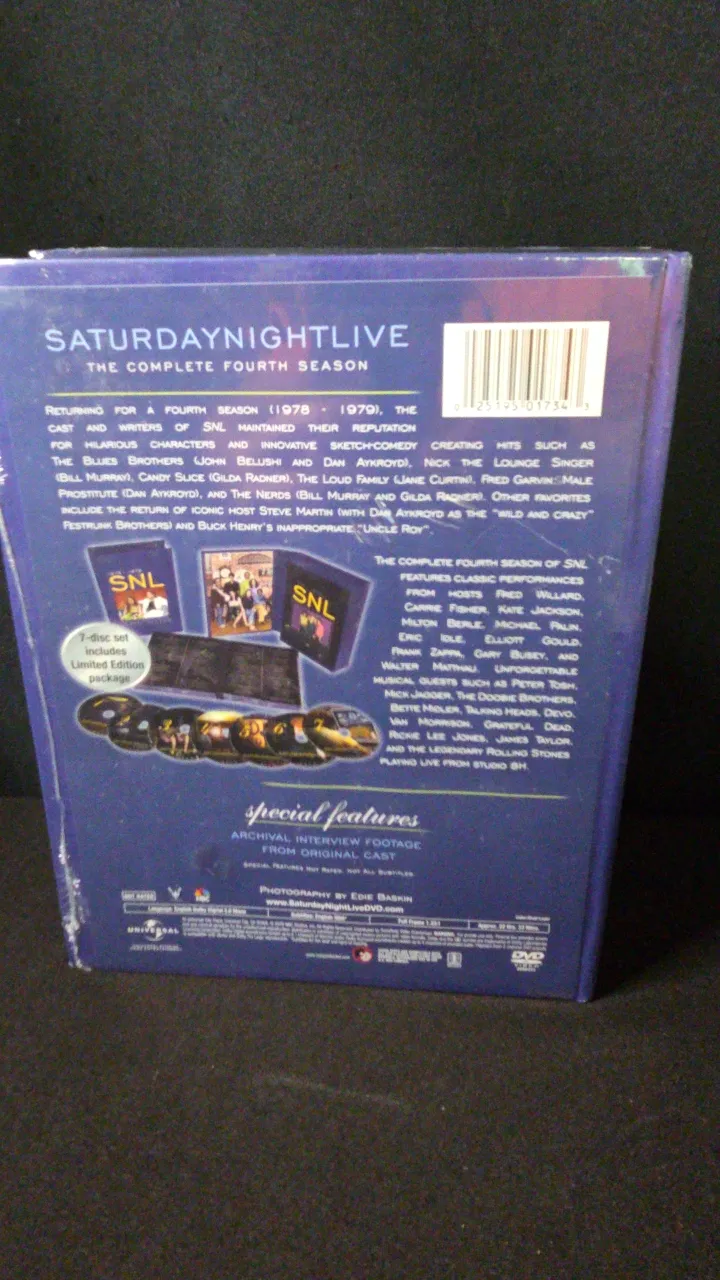 SATURDAYNIGHTLIVE
THE COMPLETE FOURTH SEASON
0 25195 01734 3
RETURNING FOR A FOURTH SEASON (1978 - 1979), THE
CAST AND WRITERS OF SNL MAINTAINED THEIR REPUTATION
FOR HILARIOUS CHARACTERS AND INNOVATIVE SKETCH-COMEDY CREATING HITS SUCH AS
THE BLUES BROTHERS (JOHN BELUSHI AND DAN AYKROYD), NICK THE LOUNGE SINGER
(BILL MURRAY), CANDY SLICE (GILDA RADNER), THE LOUD FAMILY (JANE CURTIN), FRED GARVIN: MALE
PROSTITUTE (DAN AYKROYD), AND THE NERDS (BILL MURRAY AND GILDA RADNER). OTHER FAVORITES
INCLUDE THE RETURN OF ICONIC HOST STEVE MARTIN (WITH DAN AYKROYD AS THE "WILD AND CRAZY"
FESTRUNK BROTHERS) AND BUCK HENRY'S INAPPROPRIATE "UNCLE ROY".
SNL
SNL
7-disc set
includes
Limited Edition
package
THE COMPLETE FOURTH SEASON OF SNL
FEATURES CLASSIC PERFORMANCES
FROM HOSTS FRED WILLARD,
CARRIE FISHER, KATE JACKSON,
MILTON BERLE, MICHAEL PALIN,
ERIC IDLE, ELLIOTT GOULD,
FRANK ZAPPA, GARY BUSEY, AND
WALTER MATTHAU. UNFORGETTABLE
MUSICAL GUESTS SUCH AS PETER TOSH,
MICK JAGGER, THE DOOBIE BROTHERS,
BETTE MIDLER, TALKING HEADS, DEVO,
VAN MORRISON, GRATEFUL DEAD,
RICKIE LEE JONES, JAMES TAYLOR,
AND THE LEGENDARY ROLLING STONES
PLAYING LIVE FROM STUDIO 8H.
special features
ARCHIVAL INTERVIEW FOOTAGE
FROM ORIGINAL CAST
SPECIAL FEATURES NOT RATED. NOT ALL SUBTITLED.
PHOTOGRAPHY BY EDIE BASKIN
www.SaturdayNightLiveDVD.com
NOT RATED
UNIVERSAL
DVD
VIDEO